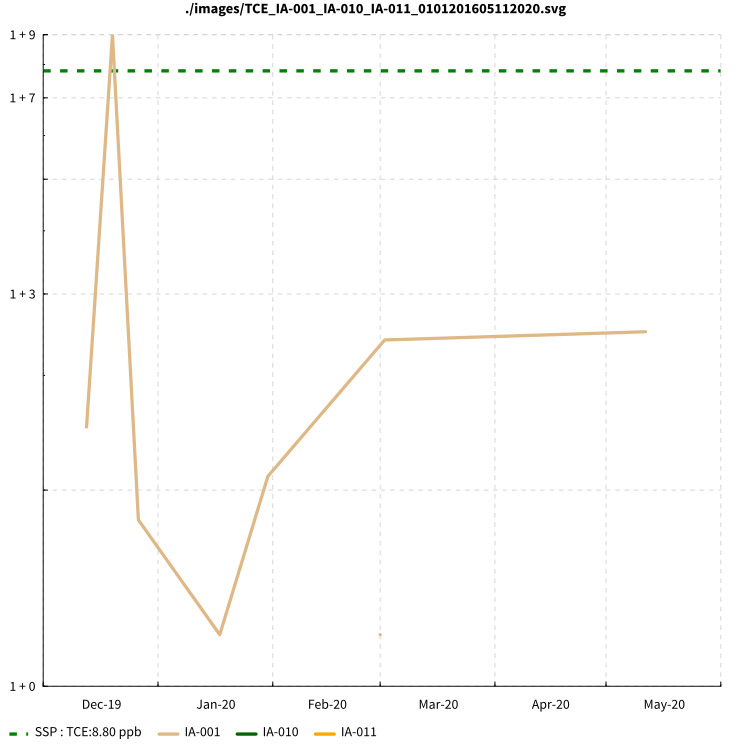 ./images/TCE_IA-001_IA-010_IA-011_0101201605112020.svg
1+9
1+7
1+3
1+0
Dec-19 Jan-20 Feb-20 Mar-20 Apr-20 May-20
SSP : TCE:8.80 ppb IA-001 IA-010 IA-011